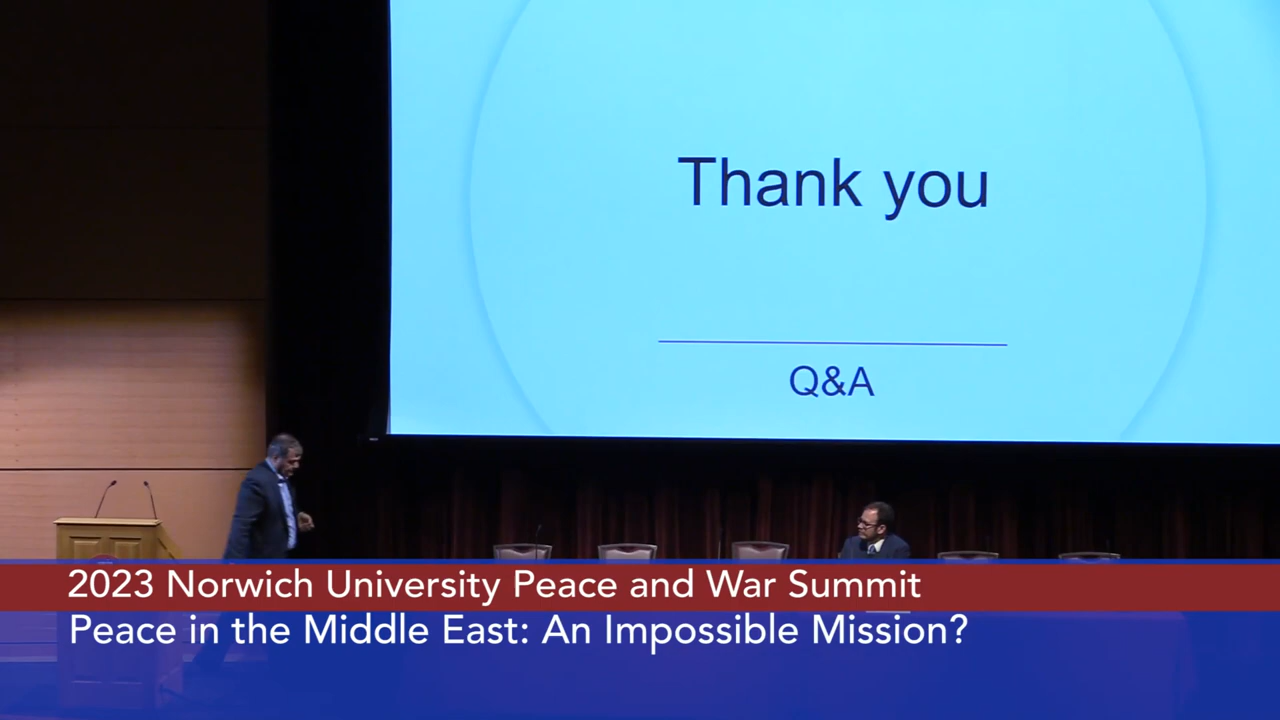 Thank you
Q&A
2023 Norwich University Peace and War Summit
Peace in the Middle East: An Impossible Mission?